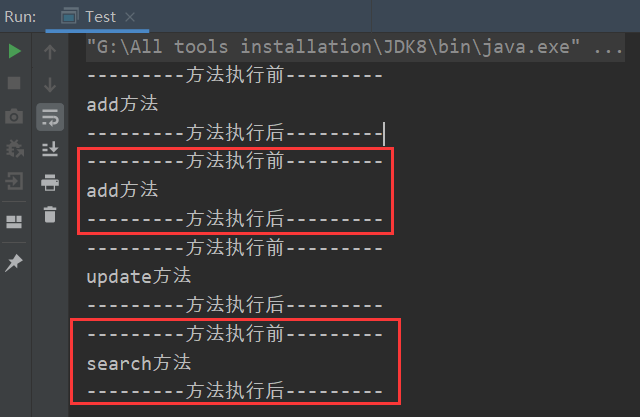 Run: Test ×
"G:\All tools installation\JDK8\bin\java.exe" ...
---------方法执行前---------
add方法
---------方法执行后---------
---------方法执行前---------
add方法
---------方法执行后---------
---------方法执行前---------
update方法
---------方法执行后---------
---------方法执行前---------
search方法
---------方法执行后---------